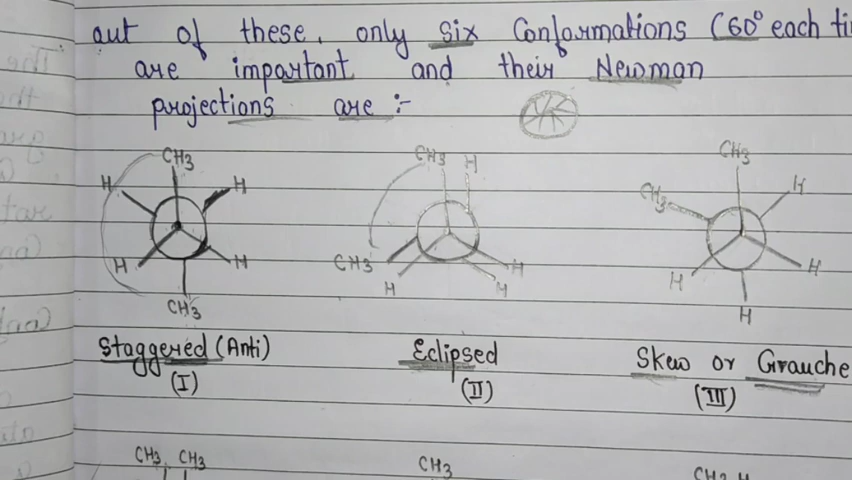 out of these, only six Conformations (60° each
are important and their Newman
projections are :-
CH3 CH3 H CH3
H H CH3 H
H H CH3 H H H
CH3 H H H
Staggered (Anti) Eclipsed Skew or Grauche
(I) (II) (III)
CH3 CH3 CH3